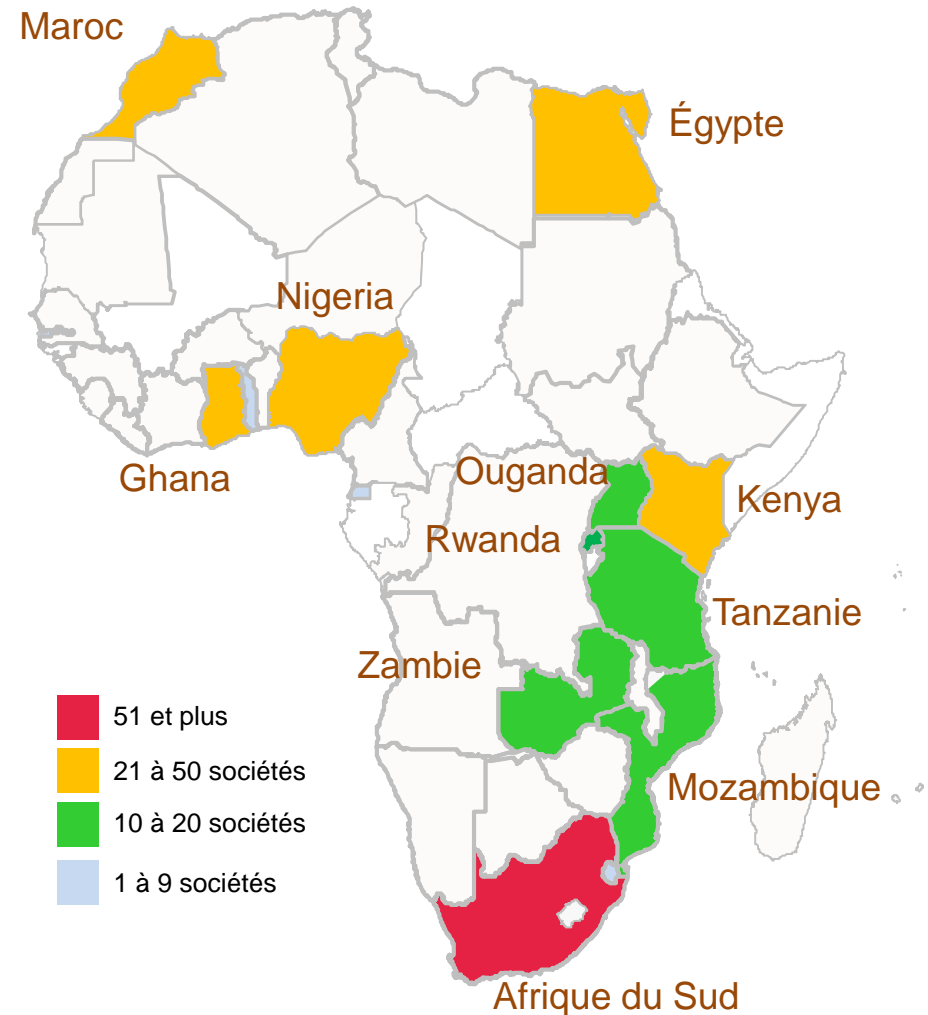 Maroc
Égypte
Nigeria
Ghana
Ouganda
Kenya
Rwanda
Tanzanie
Zambie
51 et plus
21 à 50 sociétés
Mozambique
10 à 20 sociétés
1 à 9 sociétés
Afrique du Sud